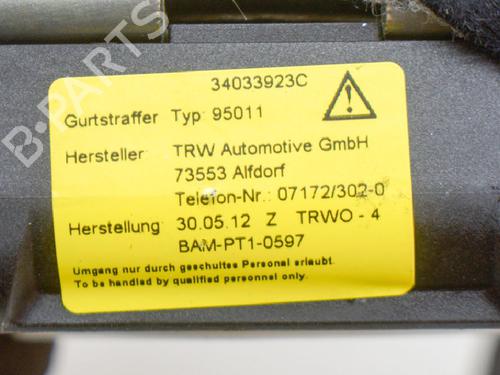 34033923C
Gurtstraffer Typ: 95011
Hersteller: TRW Automotive GmbH
73553 Alfdorf
Telefon-Nr.: 07172/302-0
Herstellung: 30.05.12 Z TRWO - 4
BAM-PT1-0597
Umgang nur durch geschultes Personal erlaubt.
To be handled by qualified personnel only.
B-PARTS